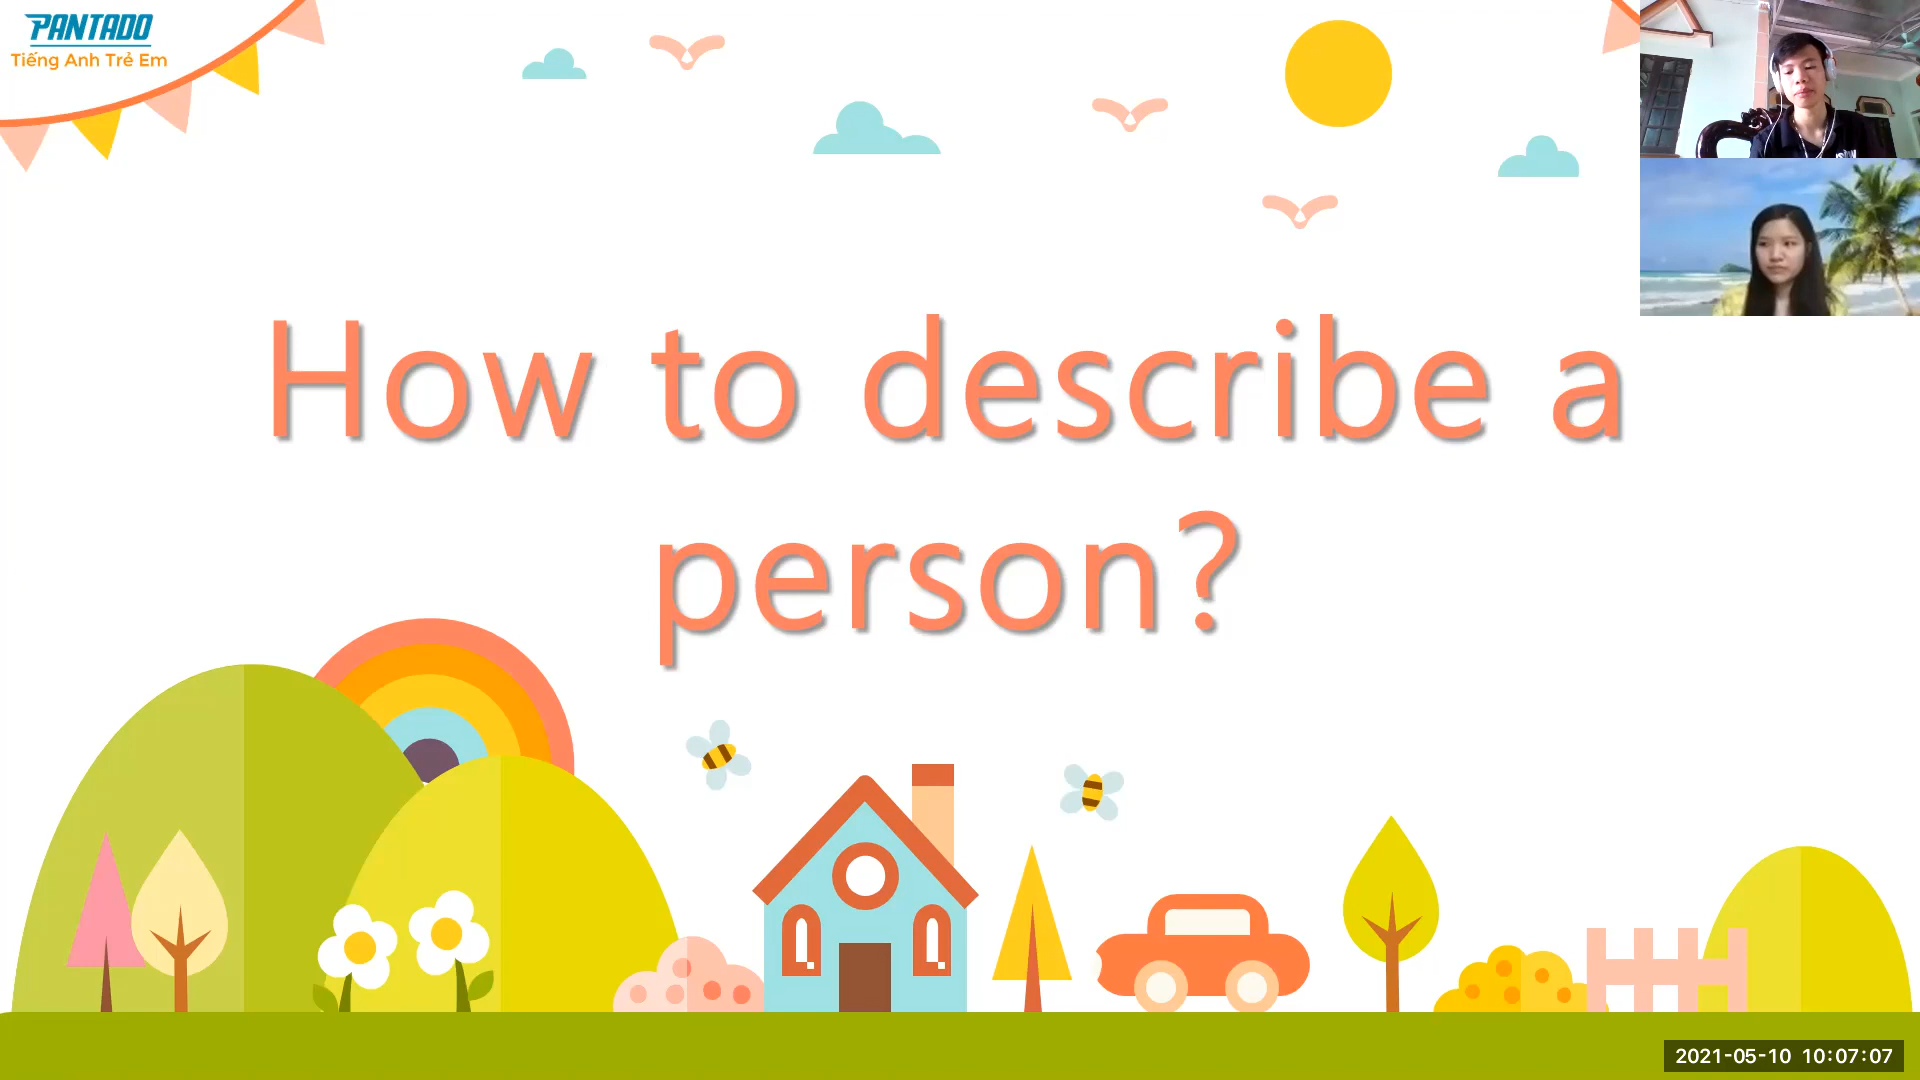 PANTADO
Tiếng Anh Trẻ Em
How to describe a
person?
2021-05-10 10:07:07